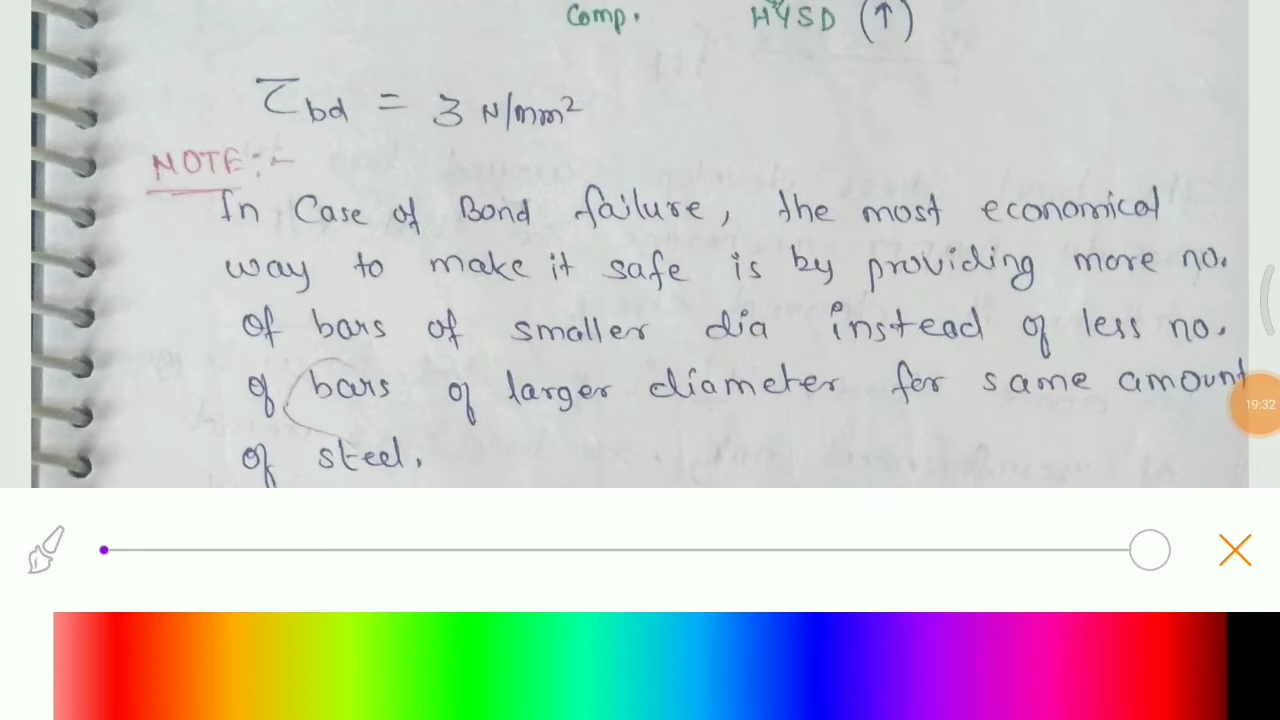 Comp. HYSD (↑)
τbd = 3 N/mm²
NOTE:-
In Case of Bond failure, the most economical
way to make it safe is by providing more no.
of bars of smaller dia instead of less no.
of bars of larger diameter for same amount
of steel.
19:32